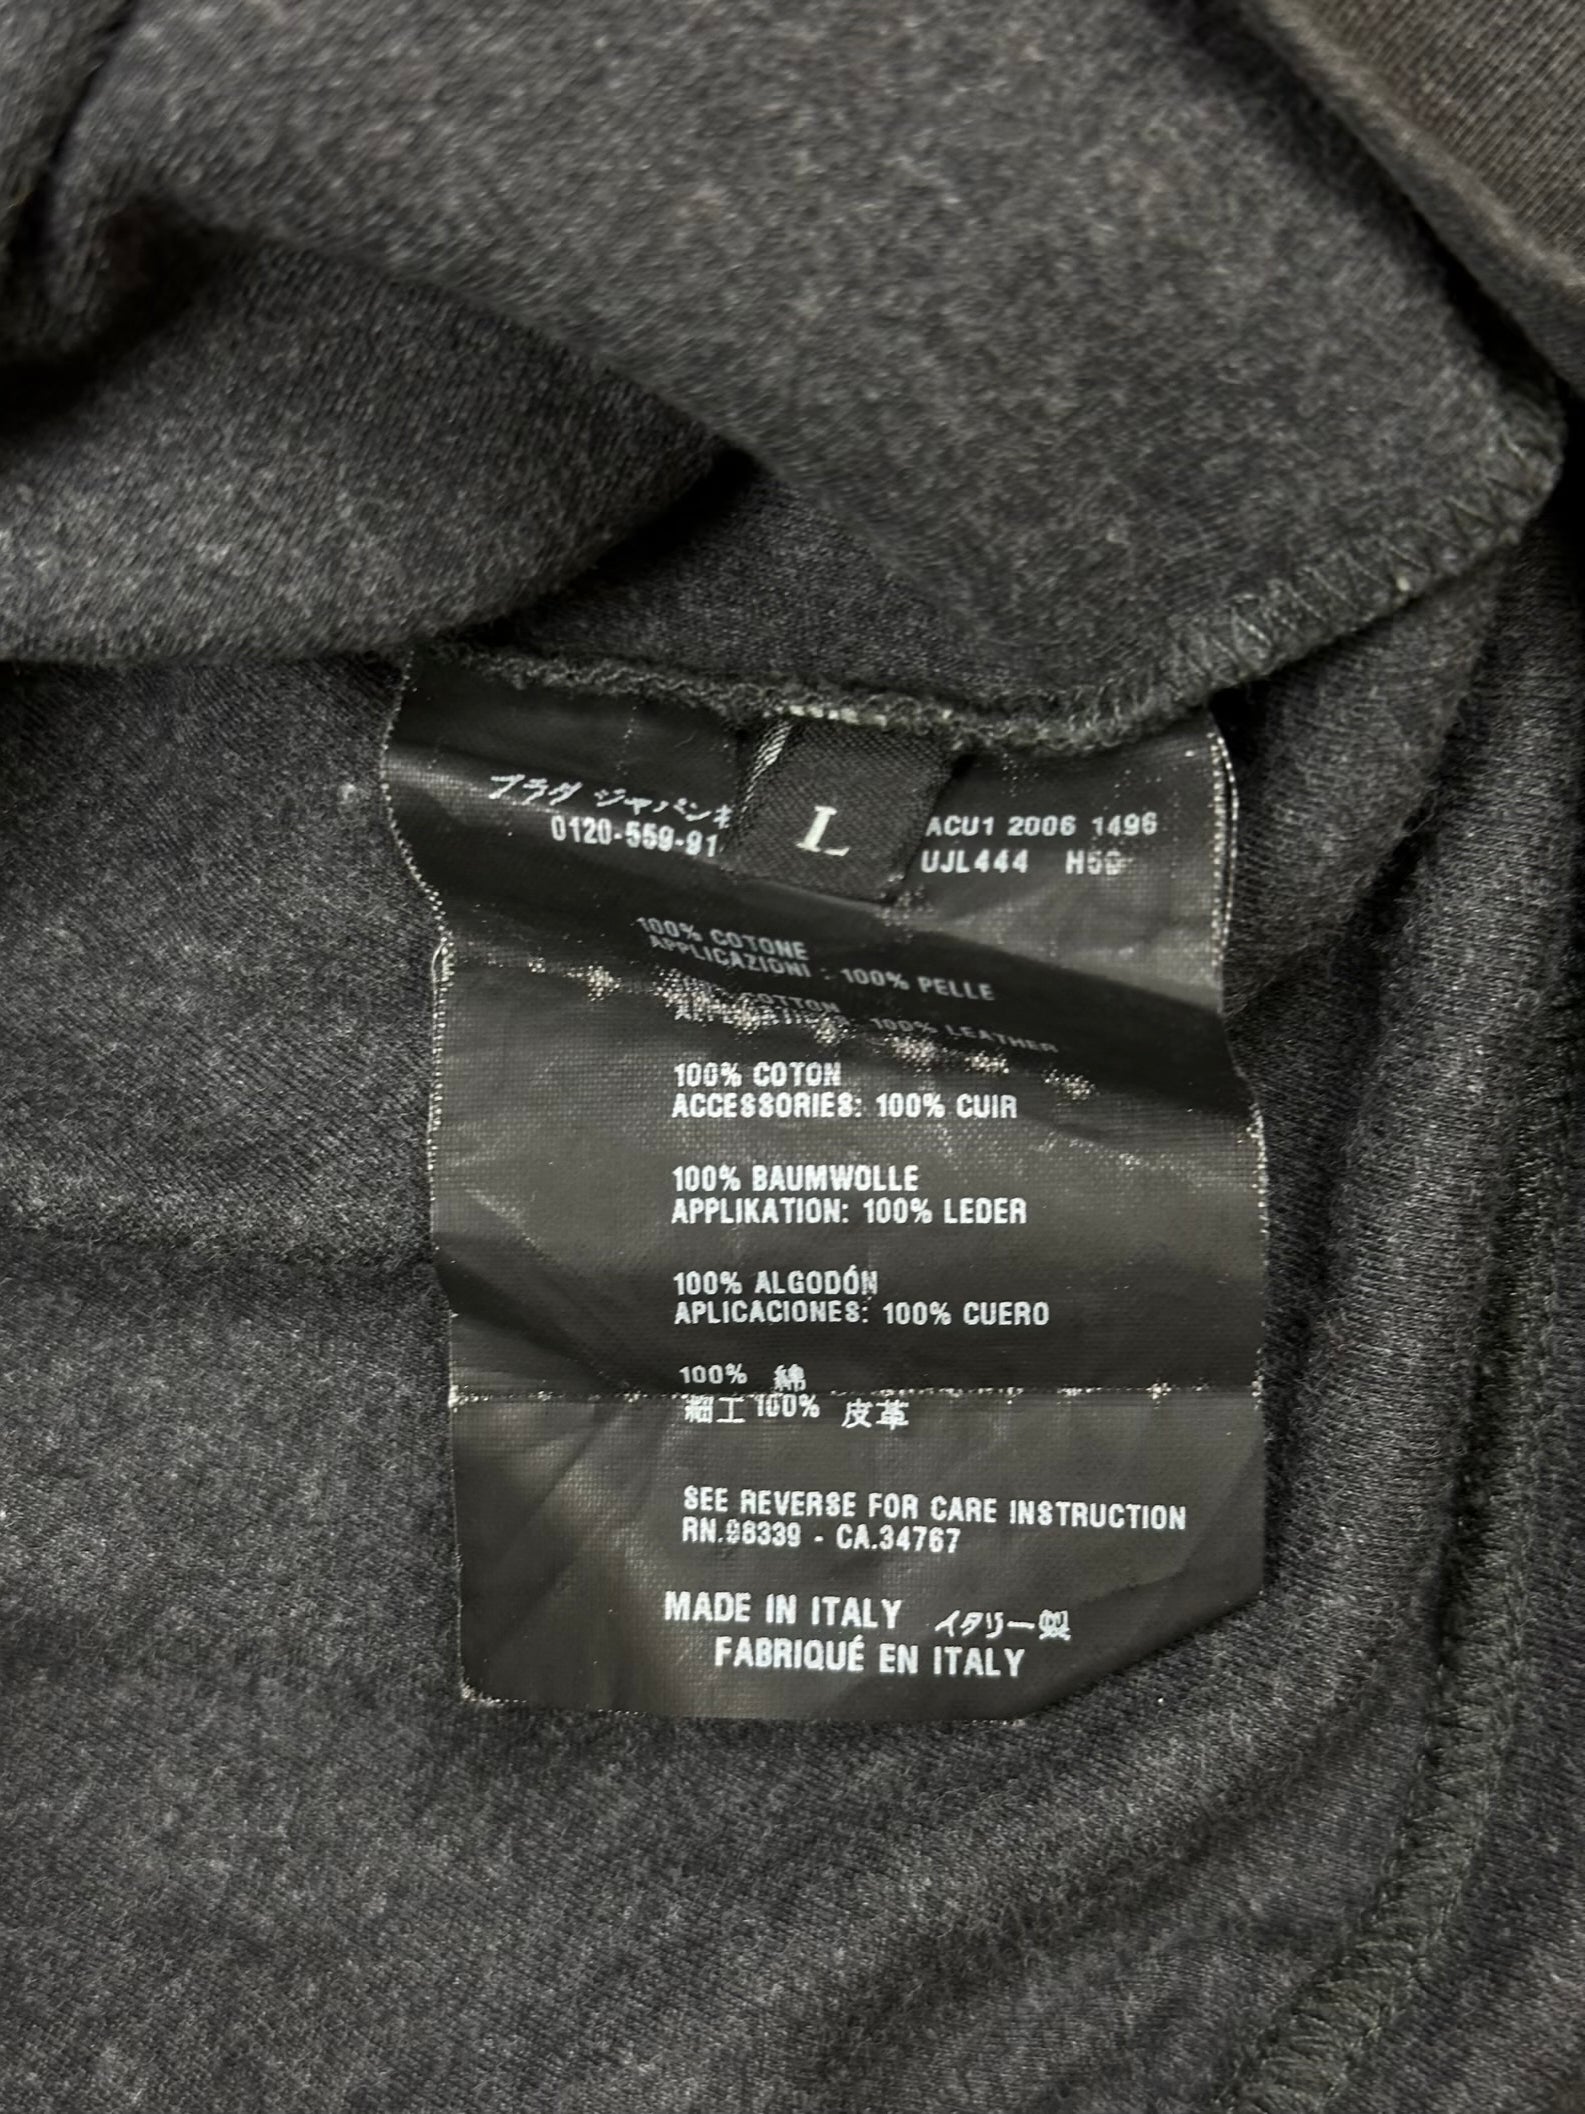 プラダ ジャパン
0120-559-91
L
ACU1 2006 1496
UJL444
100% COTONE
APPLICAZIONI : 100% PELLE
COTTON
100% LEATHER
100% COTON
ACCESSORIES: 100% CUIR
100% BAUMWOLLE
APPLIKATION: 100% LEDER
100% ALGODÓN
APLICACIONES: 100% CUERO
100% 綿
細工 100% 皮革
SEE REVERSE FOR CARE INSTRUCTION
RN.98339 - CA.34767
MADE IN ITALY イタリー製
FABRIQUÉ EN ITALY